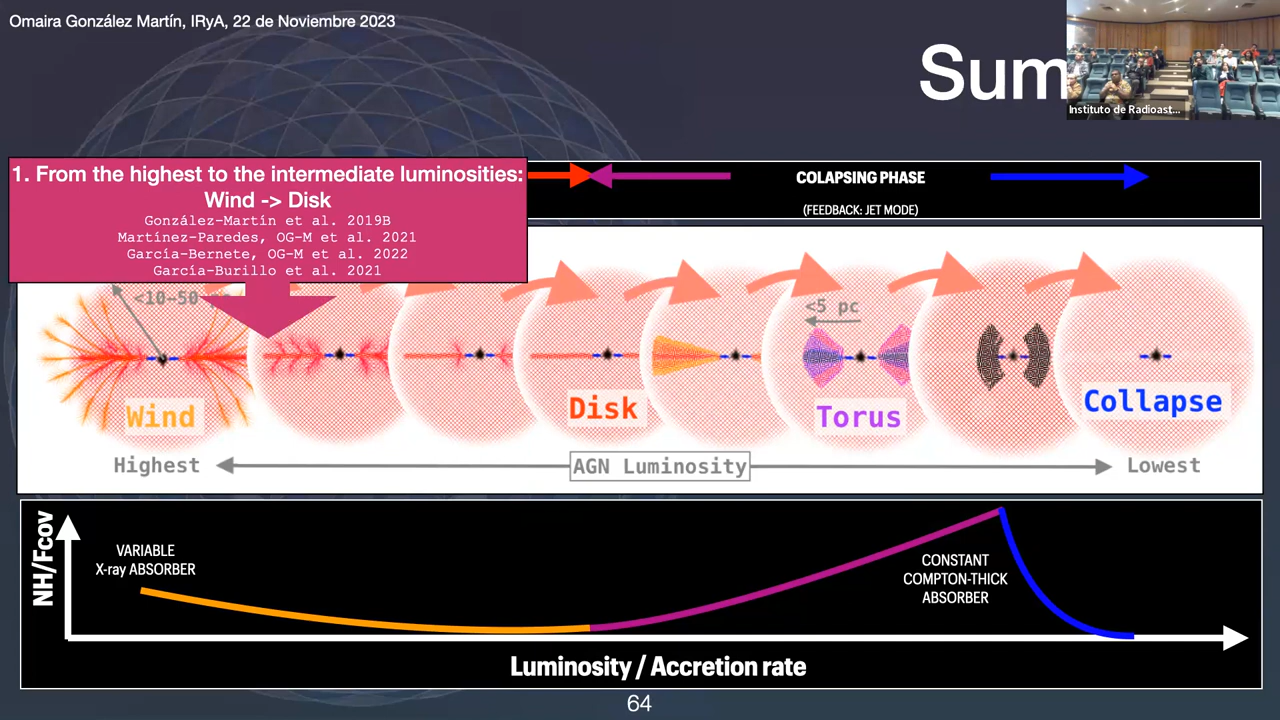 Omaira González Martín, IRyA, 22 de Noviembre 2023
Sum
Instituto de Radioast...
1. From the highest to the intermediate luminosities:
Wind -> Disk
González-Martín et al. 2019B
Martínez-Paredes, OG-M et al. 2021
García-Bernete, OG-M et al. 2022
García-Burillo et al. 2021
COLAPSING PHASE
(FEEDBACK: JET MODE)
<10-50
<5 pc
Wind
Disk
Torus
Collapse
Highest
AGN Luminosity
Lowest
NH/Fcov
VARIABLE
X-ray ABSORBER
CONSTANT
COMPTON-THICK
ABSORBER
Luminosity / Accretion rate
64